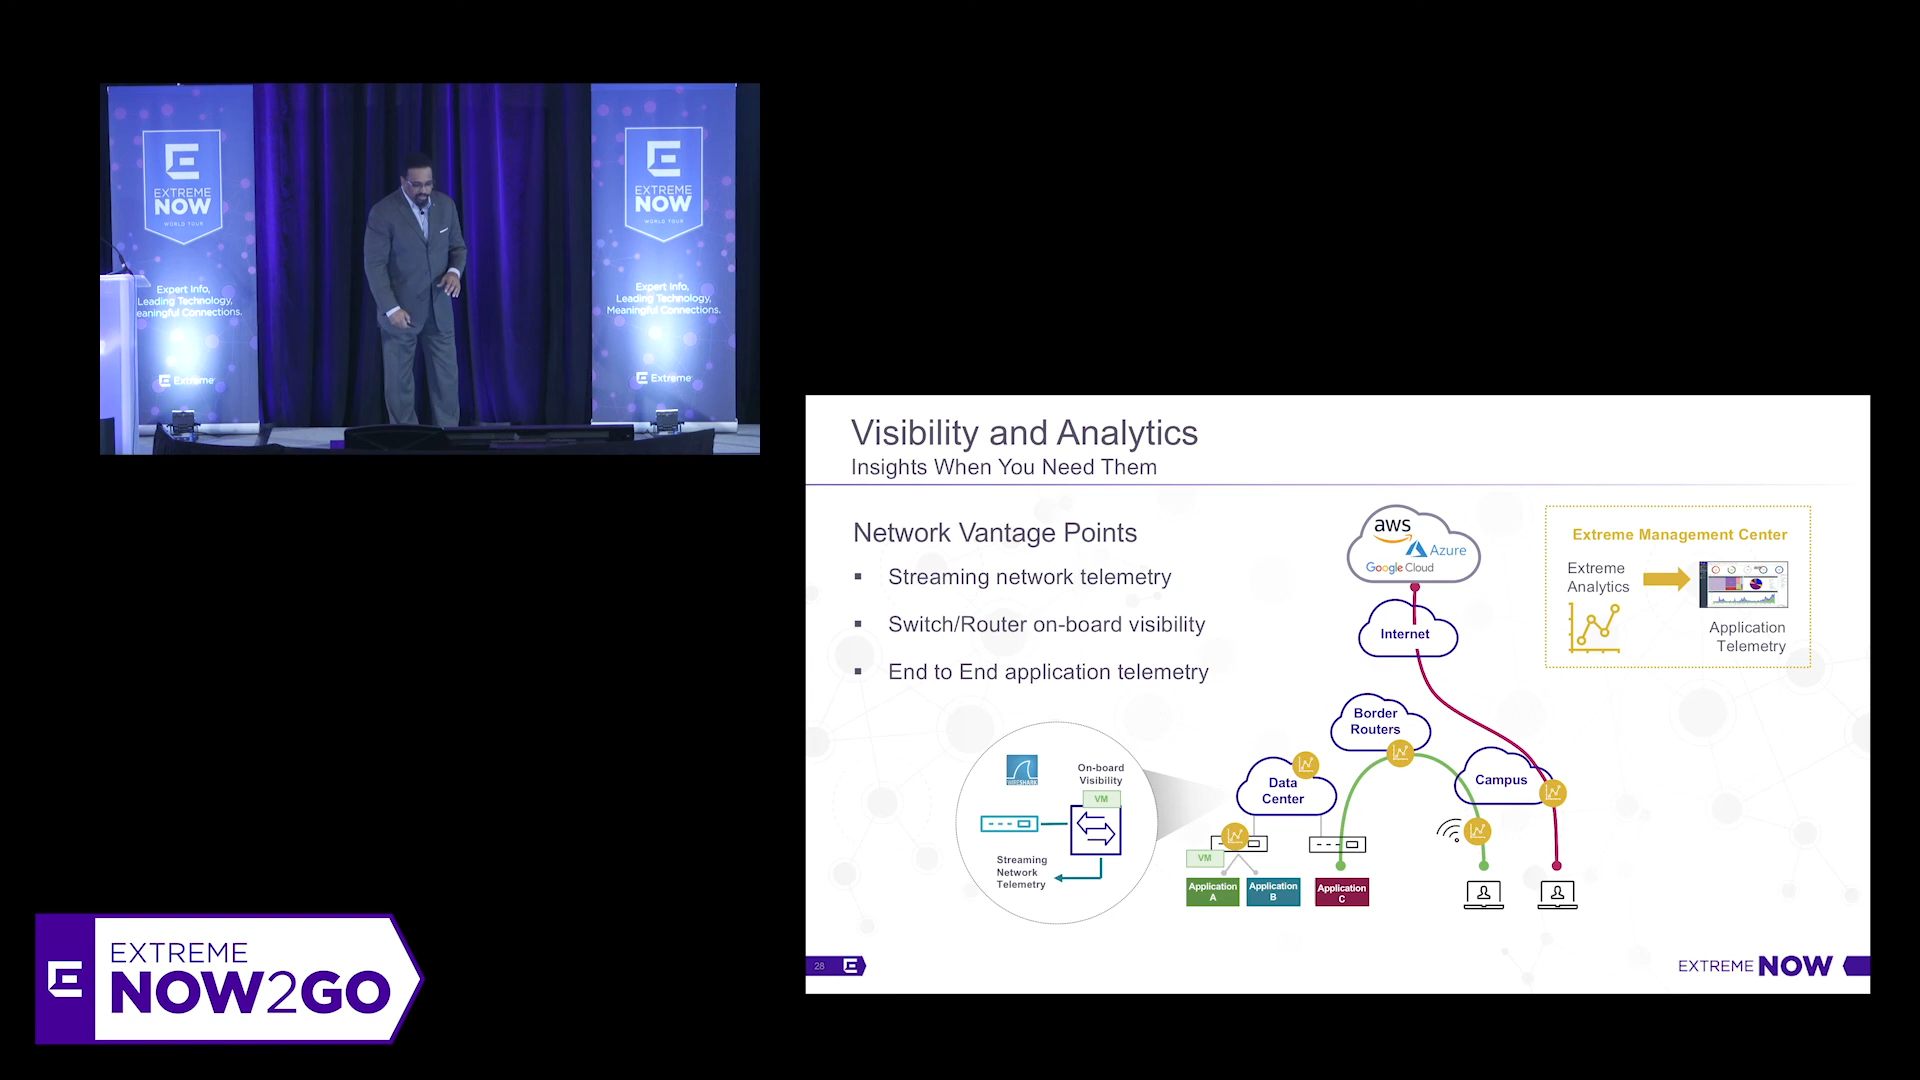 EXTREME
NOW
WORLD TOUR
Expert Info,
Leading Technology,
eaningful Connections.
Extreme
EXTREME
NOW
WORLD TOUR
Expert Info,
Leading Technology,
Meaningful Connections.
Extreme
Visibility and Analytics
Insights When You Need Them
Network Vantage Points
▪ Streaming network telemetry
▪ Switch/Router on-board visibility
▪ End to End application telemetry
aws
Azure
Google Cloud
Internet
Border
Routers
Data
Center
Campus
Extreme Management Center
Extreme
Analytics
Application
Telemetry
WIRESHARK
On-board
Visibility
VM
Streaming
Network
Telemetry
VM
Application
A
Application
B
Application
C
28
EXTREME NOW
EXTREME
NOW2GO